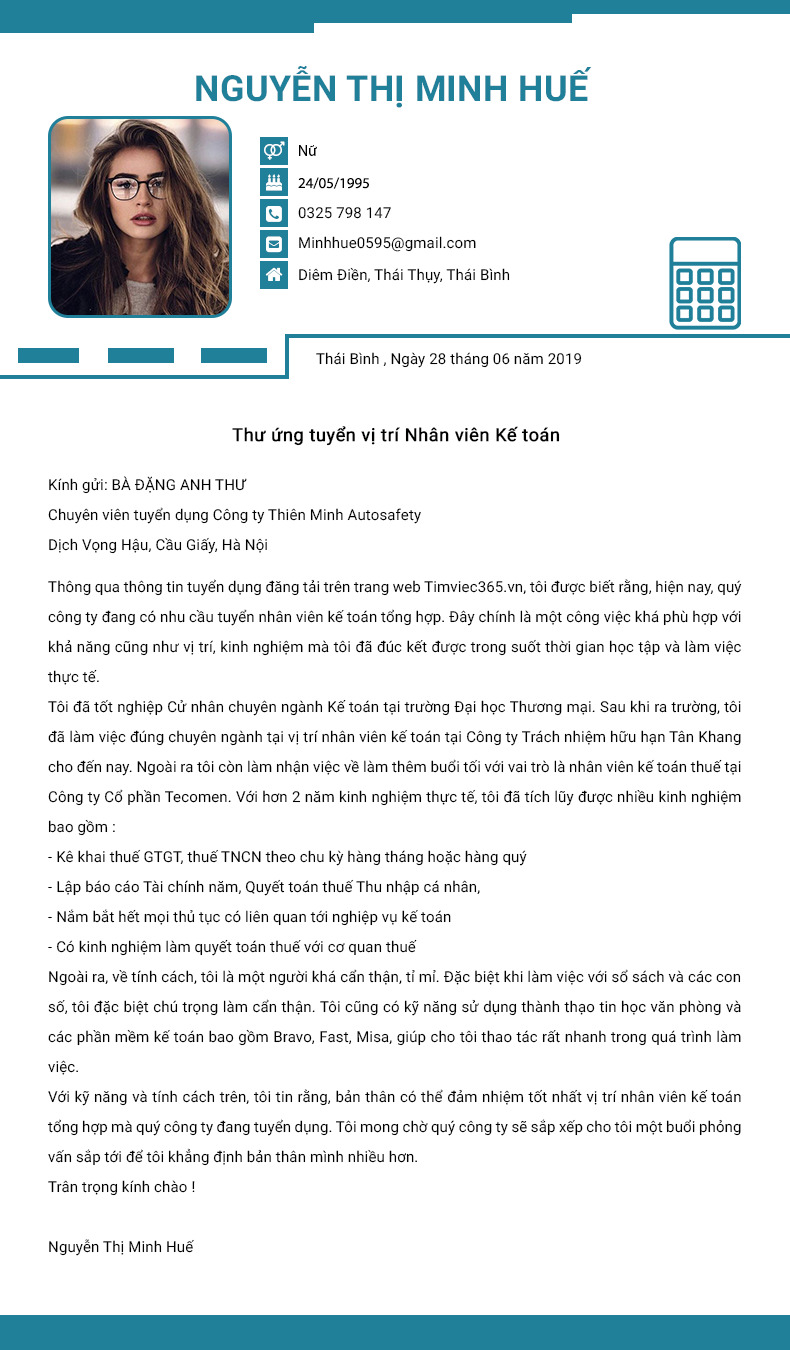 NGUYỄN THỊ MINH HUẾ
Nữ
24/05/1995
0325 798 147
Minhhue0595@gmail.com
Diêm Điền, Thái Thụy, Thái Bình
Thái Bình , Ngày 28 tháng 06 năm 2019
Thư ứng tuyển vị trí Nhân viên Kế toán
Kính gửi: BÀ ĐẶNG ANH THƯ
Chuyên viên tuyển dụng Công ty Thiên Minh Autosafety
Dịch Vọng Hậu, Cầu Giấy, Hà Nội
Thông qua thông tin tuyển dụng đăng tải trên trang web Timviec365.vn, tôi được biết rằng, hiện nay, quý
công ty đang có nhu cầu tuyển nhân viên kế toán tổng hợp. Đây chính là một công việc khá phù hợp với
khả năng cũng như vị trí, kinh nghiệm mà tôi đã đúc kết được trong suốt thời gian học tập và làm việc
thực tế.
Tôi đã tốt nghiệp Cử nhân chuyên ngành Kế toán tại trường Đại học Thương mại. Sau khi ra trường, tôi
đã làm việc đúng chuyên ngành tại vị trí nhân viên kế toán tại Công ty Trách nhiệm hữu hạn Tân Khang
cho đến nay. Ngoài ra tôi còn làm nhận việc về làm thêm buổi tối với vai trò là nhân viên kế toán thuế tại
Công ty Cổ phần Tecomen. Với hơn 2 năm kinh nghiệm thực tế, tôi đã tích lũy được nhiều kinh nghiệm
bao gồm :
- Kê khai thuế GTGT, thuế TNCN theo chu kỳ hàng tháng hoặc hàng quý
- Lập báo cáo Tài chính năm, Quyết toán thuế Thu nhập cá nhân,
- Nắm bắt hết mọi thủ tục có liên quan tới nghiệp vụ kế toán
- Có kinh nghiệm làm quyết toán thuế với cơ quan thuế
Ngoài ra, về tính cách, tôi là một người khá cẩn thận, tỉ mỉ. Đặc biệt khi làm việc với sổ sách và các con
số, tôi đặc biệt chú trọng làm cẩn thận. Tôi cũng có kỹ năng sử dụng thành thạo tin học văn phòng và
các phần mềm kế toán bao gồm Bravo, Fast, Misa, giúp cho tôi thao tác rất nhanh trong quá trình làm
việc.
Với kỹ năng và tính cách trên, tôi tin rằng, bản thân có thể đảm nhiệm tốt nhất vị trí nhân viên kế toán
tổng hợp mà quý công ty đang tuyển dụng. Tôi mong chờ quý công ty sẽ sắp xếp cho tôi một buổi phỏng
vấn sắp tới để tôi khẳng định bản thân mình nhiều hơn.
Trân trọng kính chào !
Nguyễn Thị Minh Huế